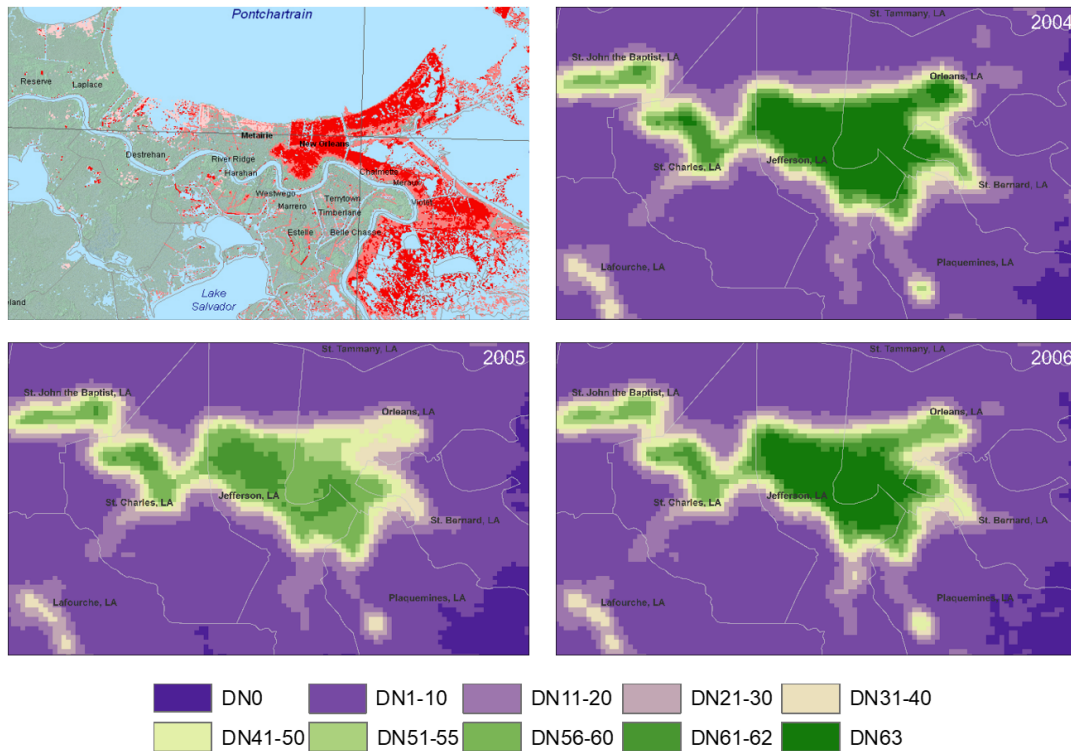 Pontchartrain
Reserve
Laplace
Metairie
New Orleans
Destrehan
River Ridge
Harahan
Chalmette
Meraux
Westwego
Marrero
Terrytown
Timberlane
Violet
Estelle
Belle Chasse
Lake
Salvador
eland
2004
St. Tammany, LA
St. John the Baptist, LA
Orleans, LA
St. Charles, LA
Jefferson, LA
St. Bernard, LA
Lafourche, LA
Plaquemines, LA
2005
St. Tammany, LA
St. John the Baptist, LA
Orleans, LA
St. Charles, LA
Jefferson, LA
St. Bernard, LA
Lafourche, LA
Plaquemines, LA
2006
St. Tammany, LA
St. John the Baptist, LA
Orleans, LA
St. Charles, LA
Jefferson, LA
St. Bernard, LA
Lafourche, LA
Plaquemines, LA
DN0 DN1-10 DN11-20 DN21-30 DN31-40
DN41-50 DN51-55 DN56-60 DN61-62 DN63